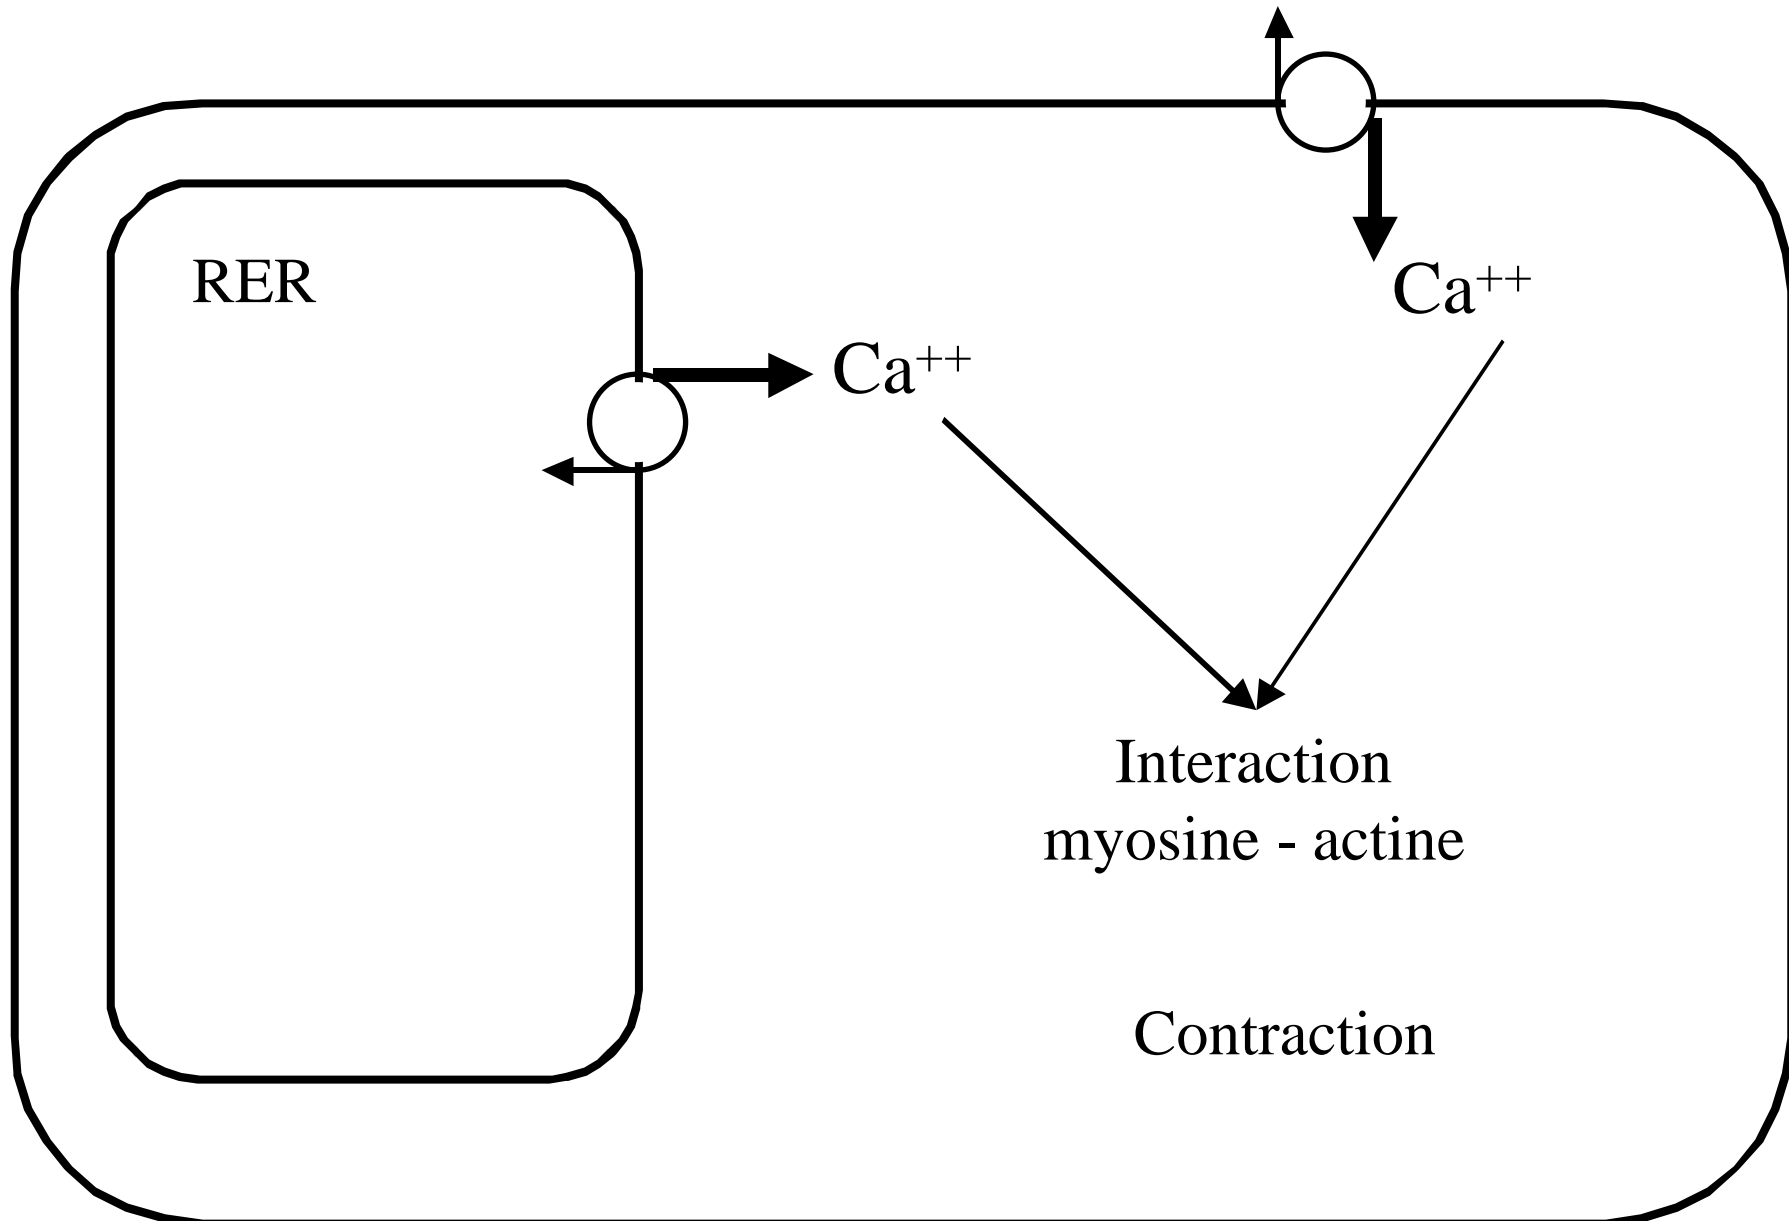 RER
Ca⁺⁺
Ca⁺⁺
Interaction
myosine - actine
Contraction